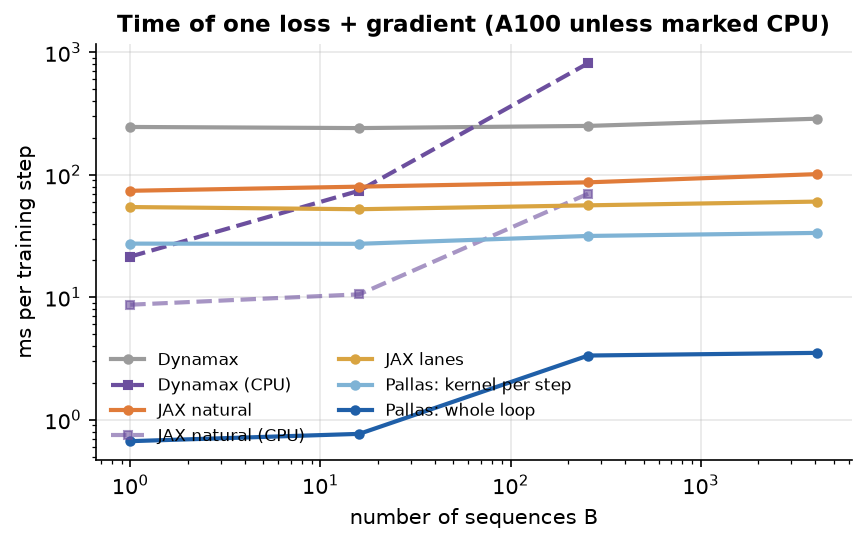 Time of one loss + gradient (A100 unless marked CPU)
ms per training step
10³
10²
10¹
10⁰
Dynamax
Dynamax (CPU)
JAX natural
JAX natural (CPU)
JAX lanes
Pallas: kernel per step
Pallas: whole loop
10⁰ 10¹ 10² 10³
number of sequences B